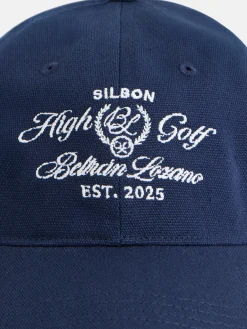 SILBON
High BL Golf
Beltrán Lozano
EST. 2025